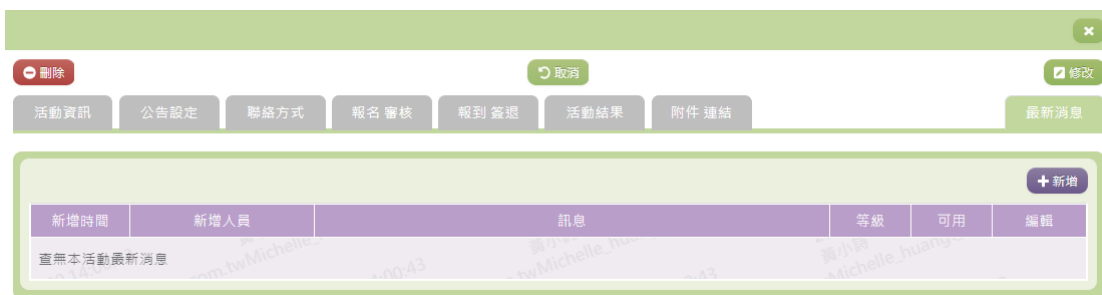 刪除 取消 修改
活動資訊 公告設定 聯絡方式 報名 審核 報到 簽退 活動結果 附件 連結 最新消息
新增
新增時間 新增人員 訊息 等級 可用 編輯
查無本活動最新消息